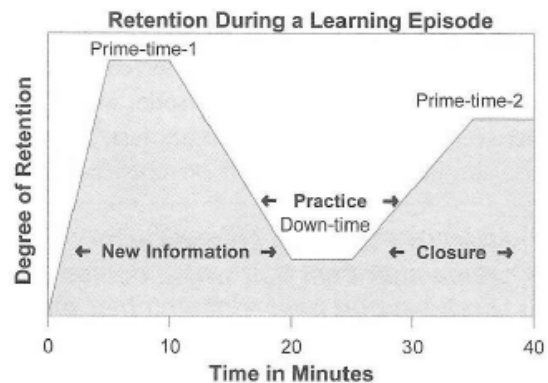 Retention During a Learning Episode
Prime-time-1
Prime-time-2
Degree of Retention
← Practice →
Down-time
← New Information →
← Closure →
0 10 20 30 40
Time in Minutes